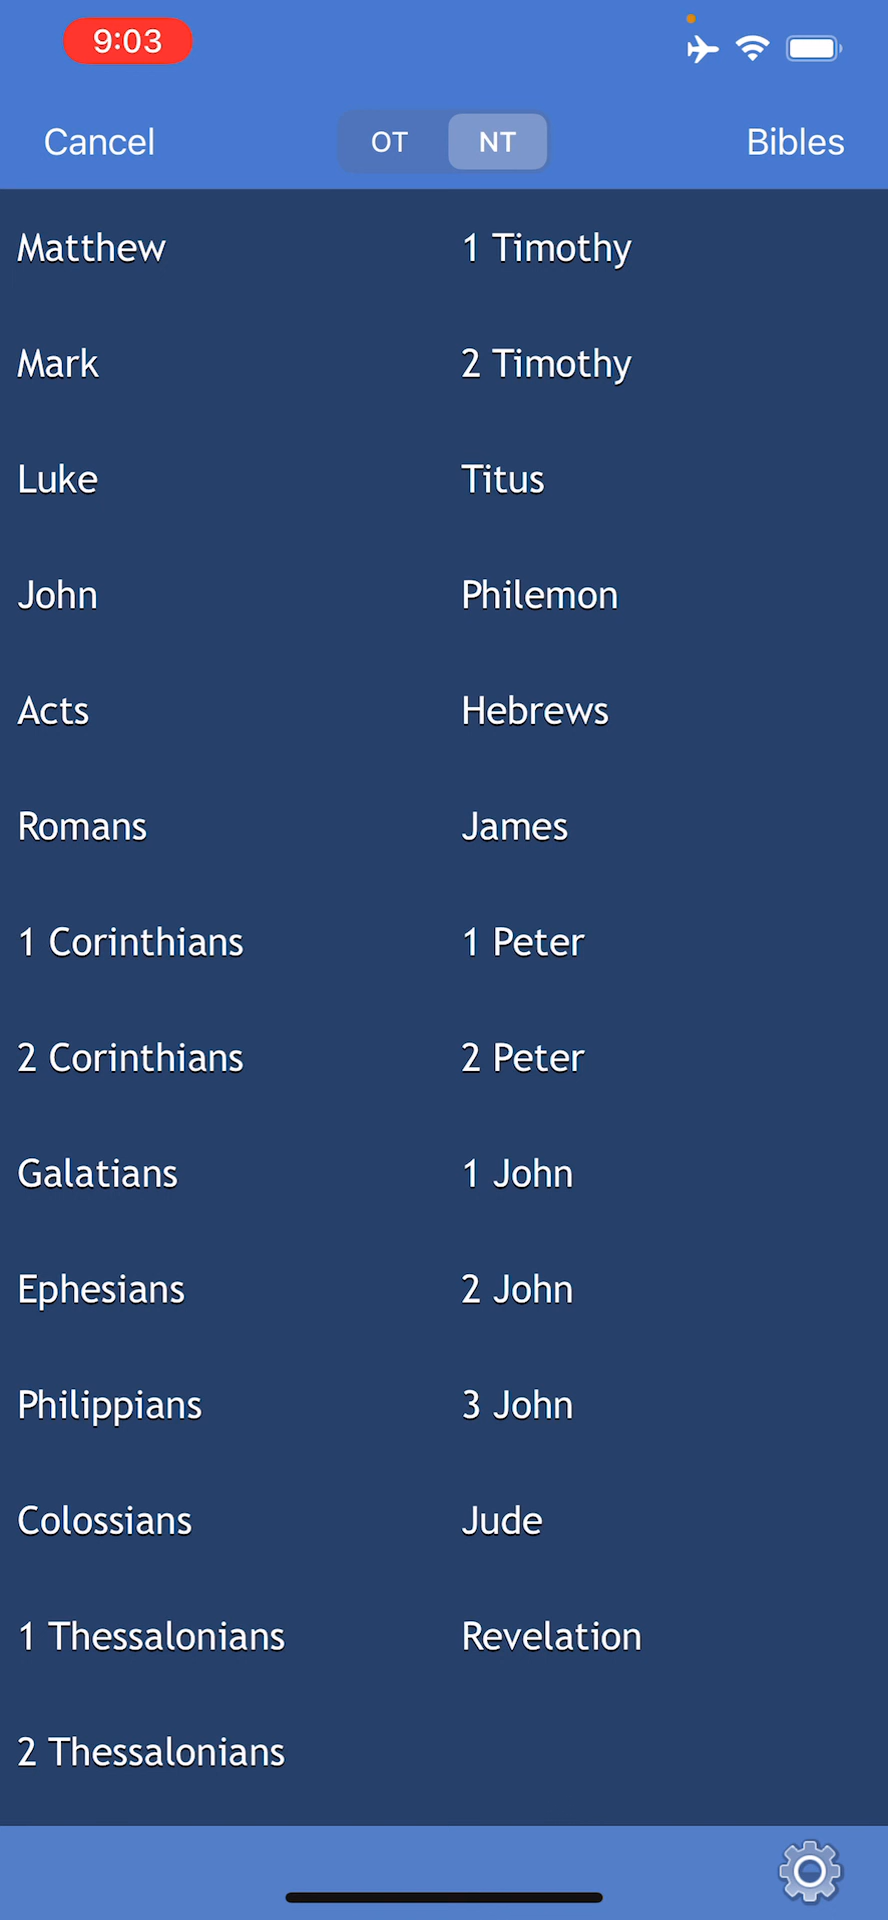 9:03
Cancel
OT
NT
Bibles
Matthew
Mark
Luke
John
Acts
Romans
1 Corinthians
2 Corinthians
Galatians
Ephesians
Philippians
Colossians
1 Thessalonians
2 Thessalonians
1 Timothy
2 Timothy
Titus
Philemon
Hebrews
James
1 Peter
2 Peter
1 John
2 John
3 John
Jude
Revelation